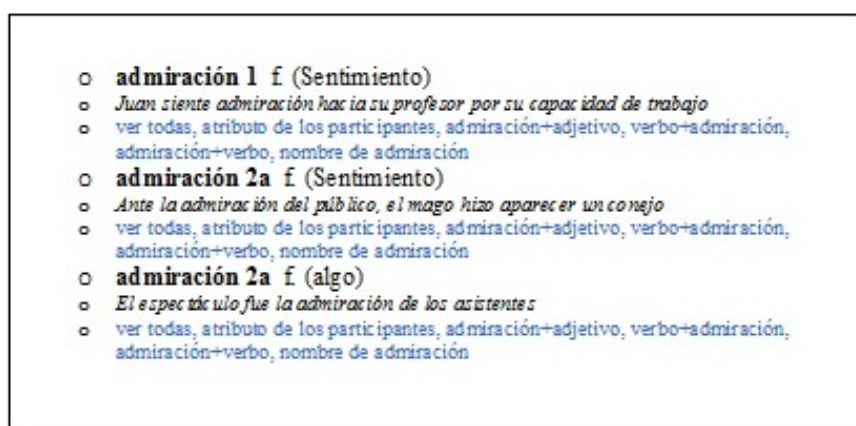 o admiración 1 f. (Sentimiento)
o Juan siente admiración hacia su profesor por su capacidad de trabajo
o ver todas, atributo de los participantes, admiración+adjetivo, verbo+admiración,
admiración+verbo, nombre de admiración
o admiración 2a f. (Sentimiento)
o Ante la admiración del público, el mago hizo aparecer un conejo
o ver todas, atributo de los participantes, admiración+adjetivo, verbo+admiración,
admiración+verbo, nombre de admiración
o admiración 2a f. (algo)
o El espectáculo fue la admiración de los asistentes
o ver todas, atributo de los participantes, admiración+adjetivo, verbo+admiración,
admiración+verbo, nombre de admiración